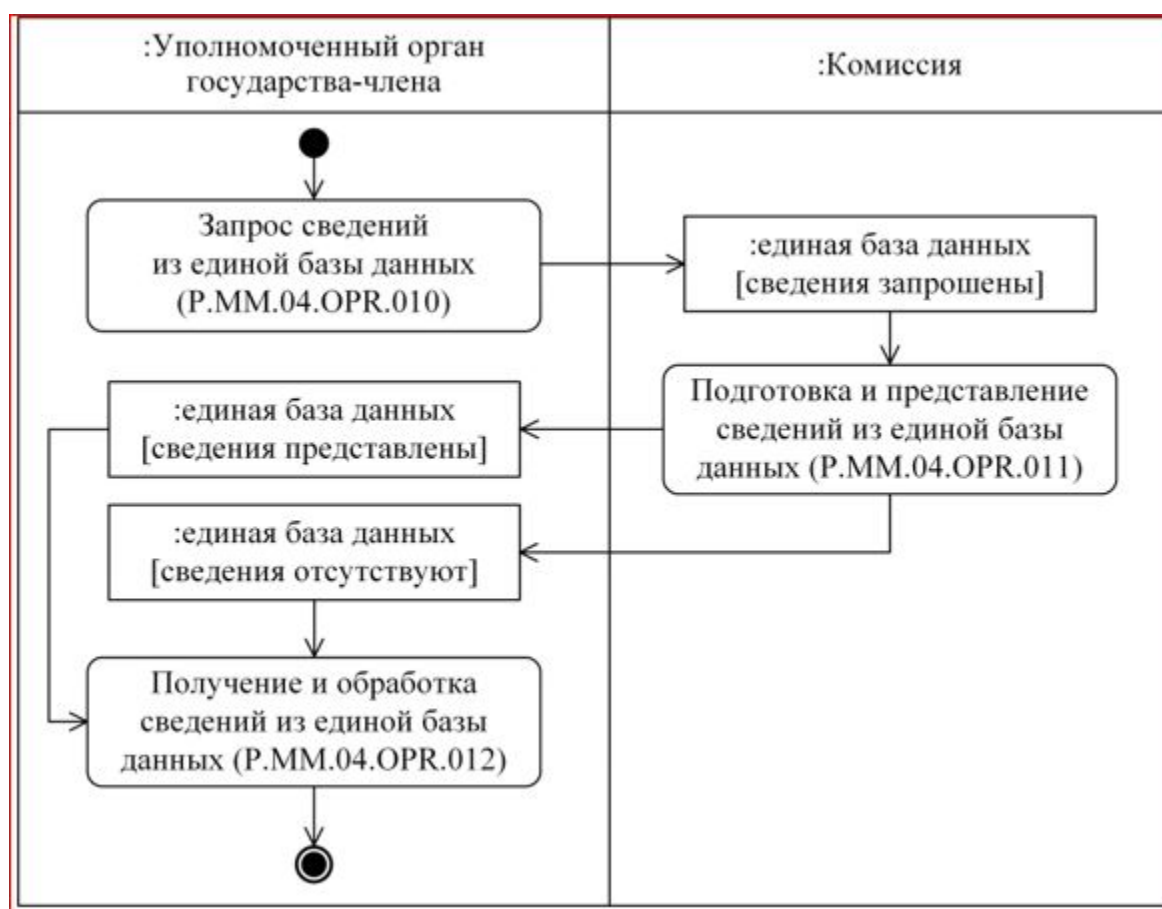 :Уполномоченный орган
государства-члена
:Комиссия
Запрос сведений
из единой базы данных
(P.MM.04.OPR.010)
:единая база данных
[сведения запрошены]
Подготовка и представление
сведений из единой базы
данных (P.MM.04.OPR.011)
:единая база данных
[сведения представлены]
:единая база данных
[сведения отсутствуют]
Получение и обработка
сведений из единой базы
данных (P.MM.04.OPR.012)